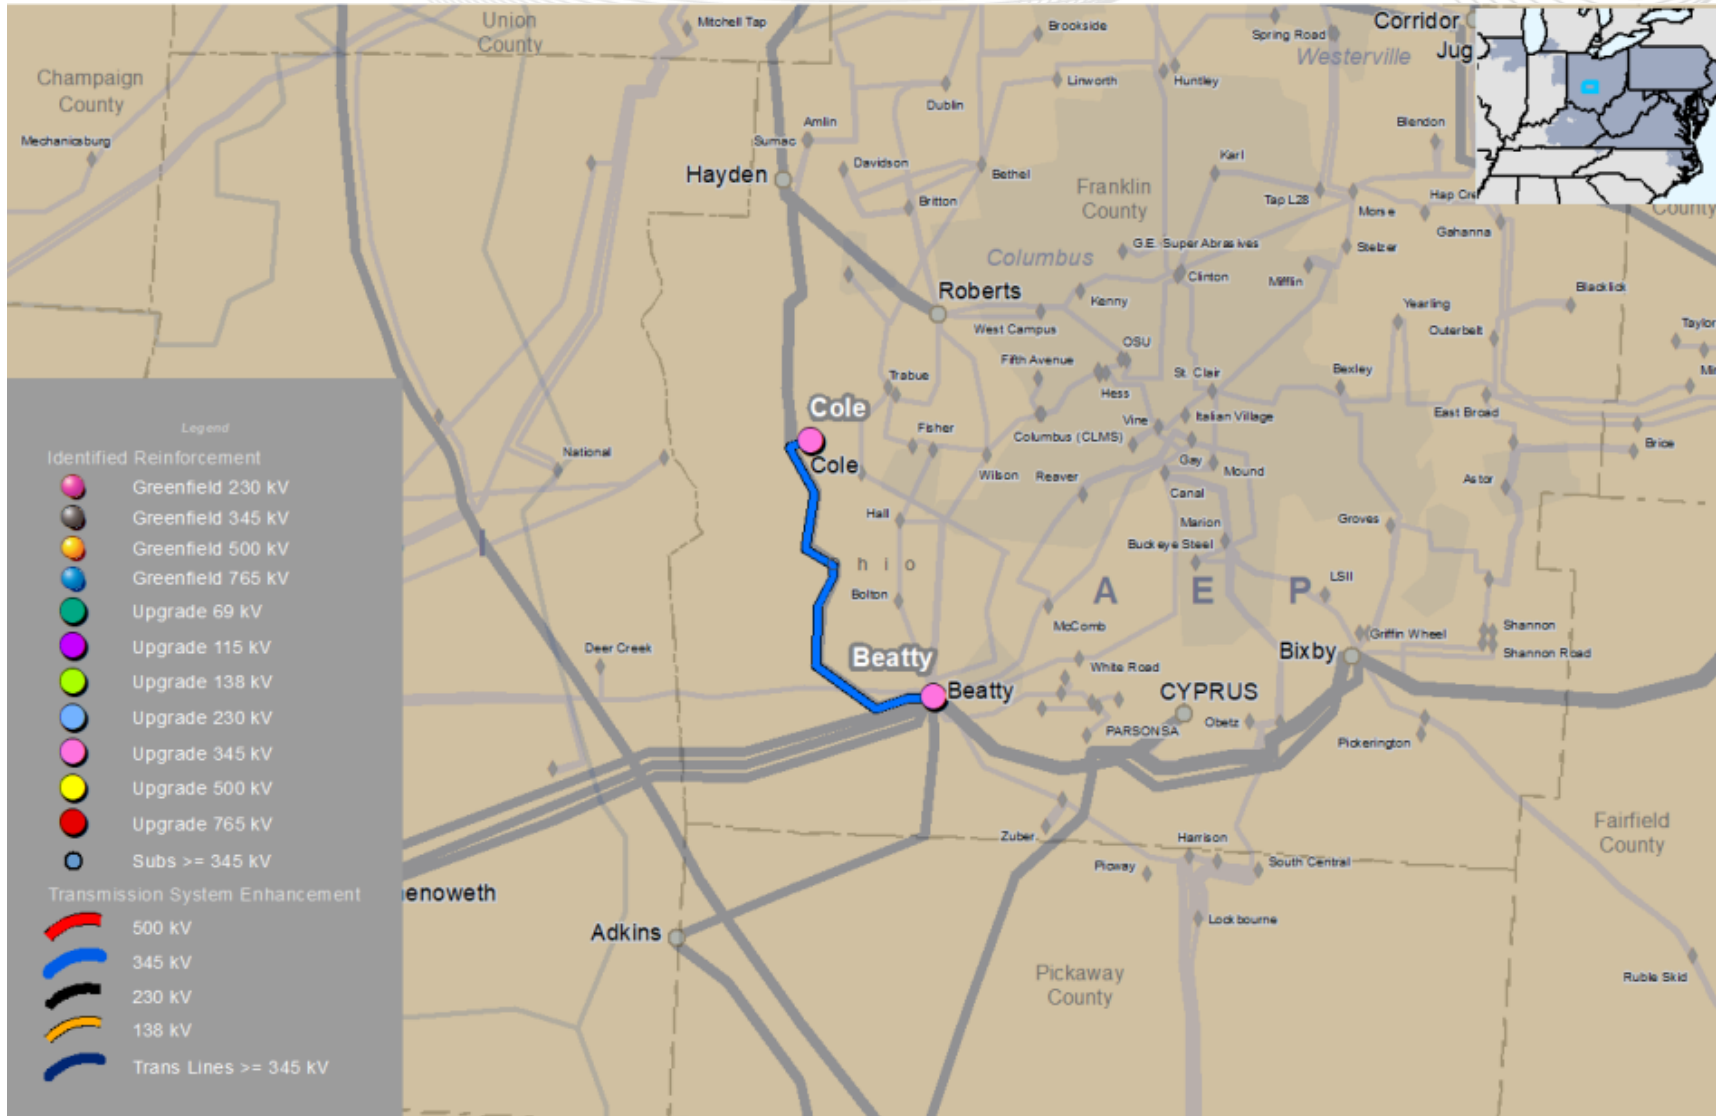 Union
County
Mitchell Tap
Brookside
Spring Road
Corridor
Westerville
Jug
Champaign
County
Linworth
Huntley
Dublin
Mechanicsburg
Amlin
Sumac
Blendon
Davidson
Karl
Hayden
Bethel
Franklin
County
Tap L28
Hap Cre
County
Britton
Morse
Gahanna
G.E. Super Abrasives
Stelzer
Columbus
Clinton
Mifflin
Roberts
Kenny
Blacklick
Yearling
West Campus
Outerbelt
Taylor
OSU
Fifth Avenue
Trabue
St. Clair
Bexley
Hess
Cole
East Broad
Vine
Italian Village
Fisher
Columbus (CLMS)
Brice
National
Cole
Wilson
Reaver
Gay
Mound
Astor
Canal
Hall
Marion
Groves
Buckeye Steel
h i o
Bolton
A E P
LSII
McComb
Deer Creek
Beatty
White Road
Bixby
Griffin Wheel
Shannon
Shannon Road
Beatty
CYPRUS
PARSONSA
Obetz
Pickerington
Zuber
Harrison
Fairfield
County
Picway
South Central
enoweth
Lockbourne
Adkins
Pickaway
County
Ruble Skid
Legend
Identified Reinforcement
Greenfield 230 kV
Greenfield 345 kV
Greenfield 500 kV
Greenfield 765 kV
Upgrade 69 kV
Upgrade 115 kV
Upgrade 138 kV
Upgrade 230 kV
Upgrade 345 kV
Upgrade 500 kV
Upgrade 765 kV
Subs >= 345 kV
Transmission System Enhancement
500 kV
345 kV
230 kV
138 kV
Trans Lines >= 345 kV